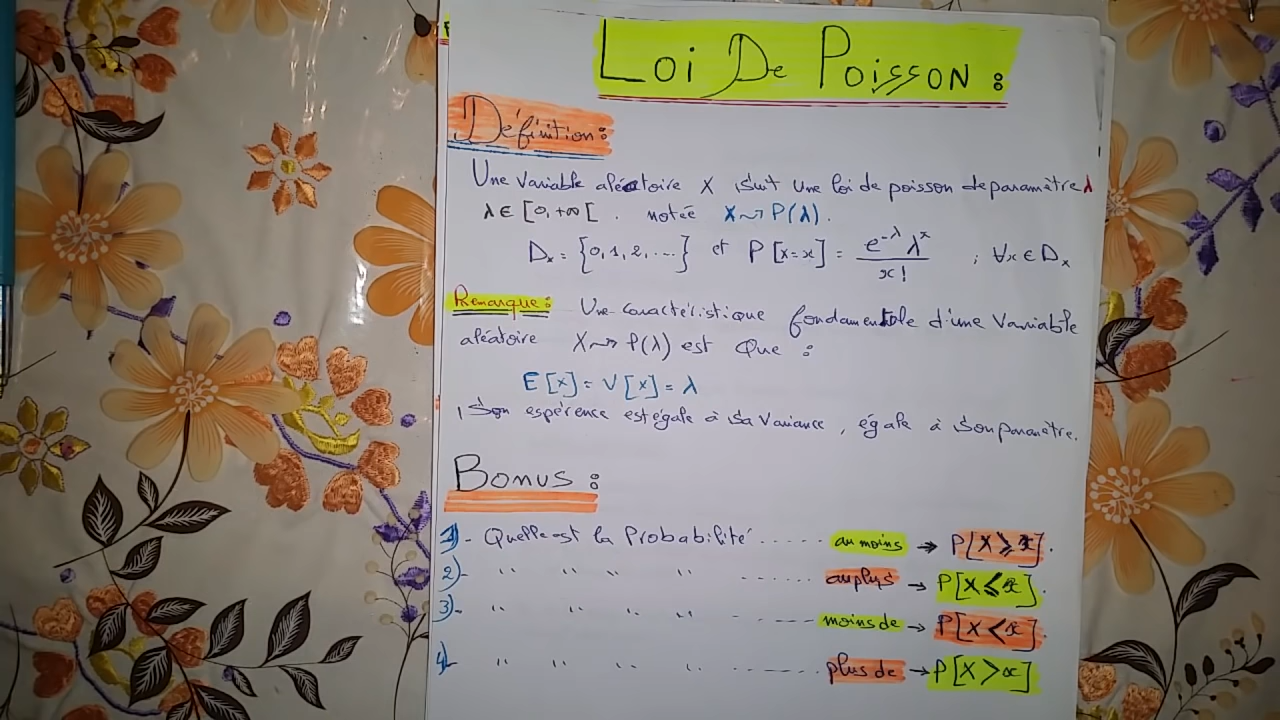 Loi De Poisson :
Définition :
Une variable aléatoire X suit une loi de poisson de paramètre λ
λ ∈ [0, +∞[ . notée X ⇝ P(λ).
Dx = {0, 1, 2, ....} et P[X=x] = e^-λ λ^x / x! ; ∀x ∈ Dx
Remarque : Une caractéristique fondamentale d'une variable
aléatoire X ⇝ P(λ) est Que :
E[x] = V[x] = λ
Son espérence est égale à sa variance, égale à son paramètre.
Bonus :
1)- Quelle est la Probabilité ..... au moins → P[X ⩾ x].
2)- " " " " ...... au plus → P[X ⩽ x].
3)- " " " " ...... moins de → P[X < x].
4)- " " " " ...... plus de → P[X > x]